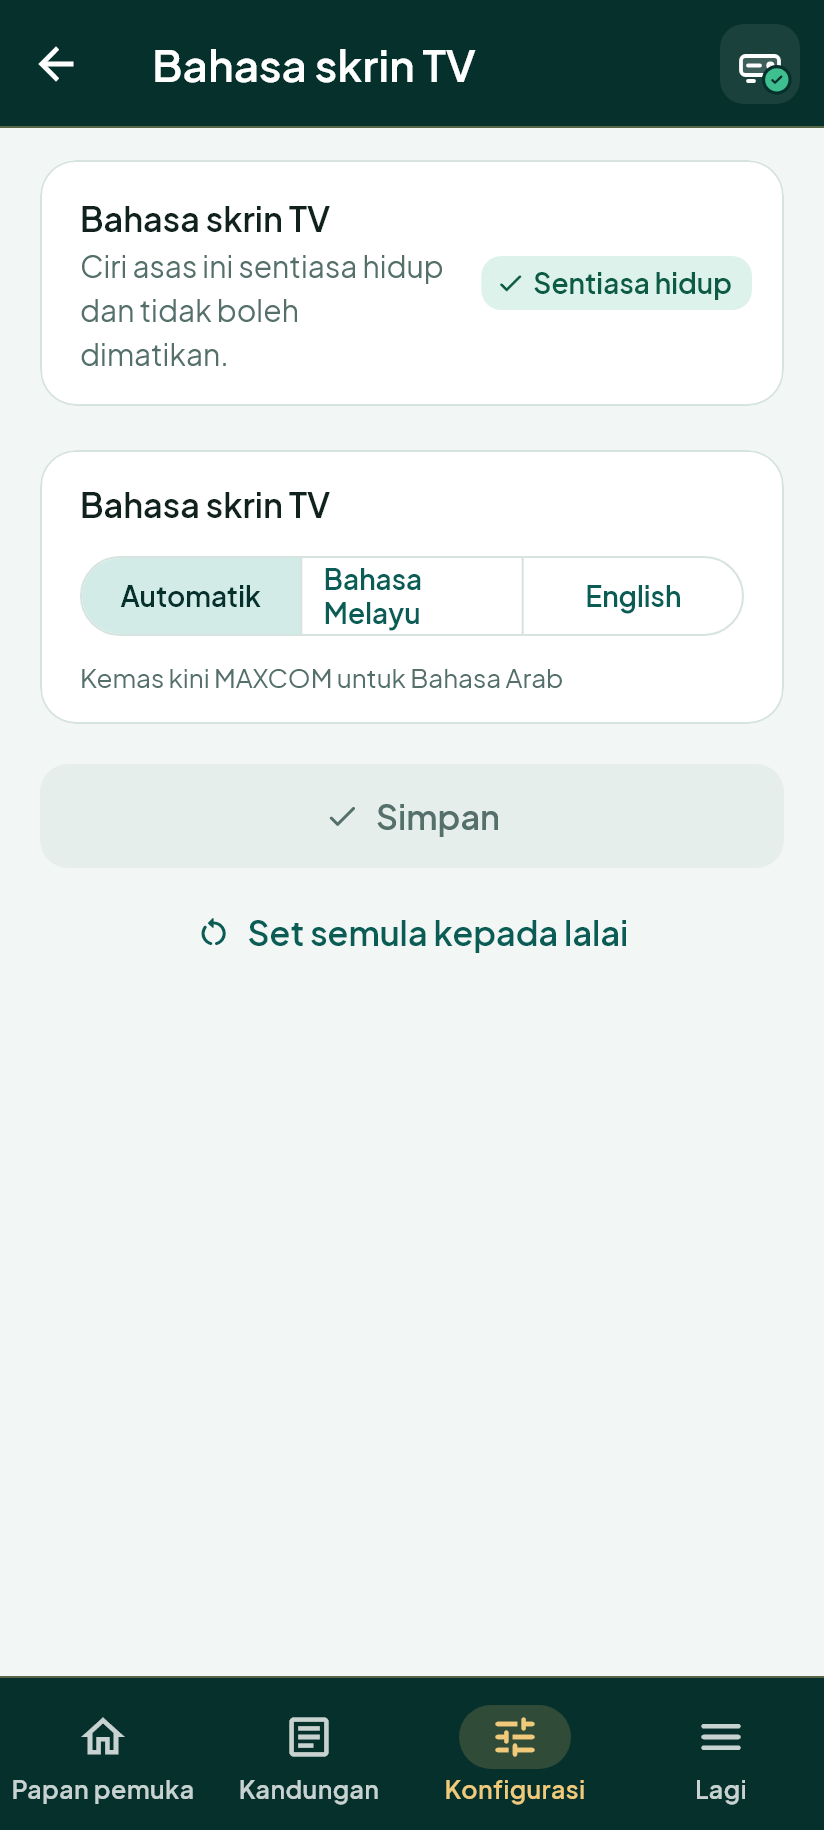 Bahasa skrin TV
Bahasa skrin TV
Ciri asas ini sentiasa hidup
dan tidak boleh
dimatikan.
Sentiasa hidup
Bahasa skrin TV
Automatik
Bahasa
Melayu
English
Kemas kini MAXCOM untuk Bahasa Arab
Simpan
Set semula kepada lalai
Papan pemuka
Kandungan
Konfigurasi
Lagi